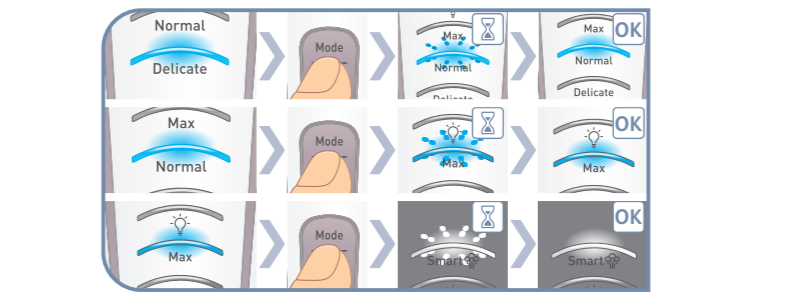 Normal
Delicate
Mode
Max
Normal
Delicate
OK
Max
Normal
Delicate
Max
Normal
Mode
Max
OK
Max
Max
Mode
Smart
OK
Smart